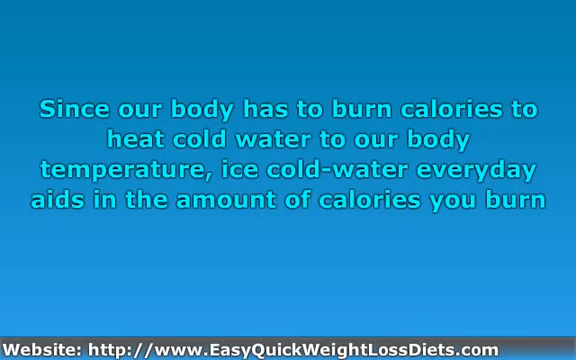 Since our body has to burn calories to
heat cold water to our body
temperature, ice cold-water everyday
aids in the amount of calories you burn
Website: http://www.EasyQuickWeightLossDiets.com